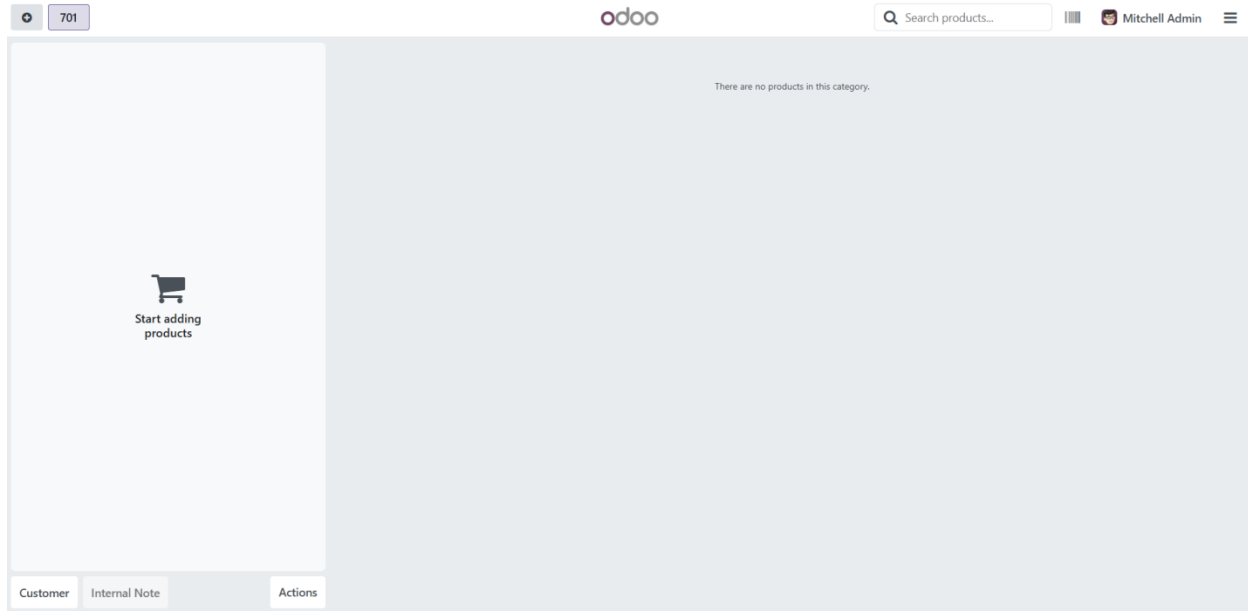 701
odoo
Search products...
Mitchell Admin
There are no products in this category.
Start adding
products
Customer
Internal Note
Actions